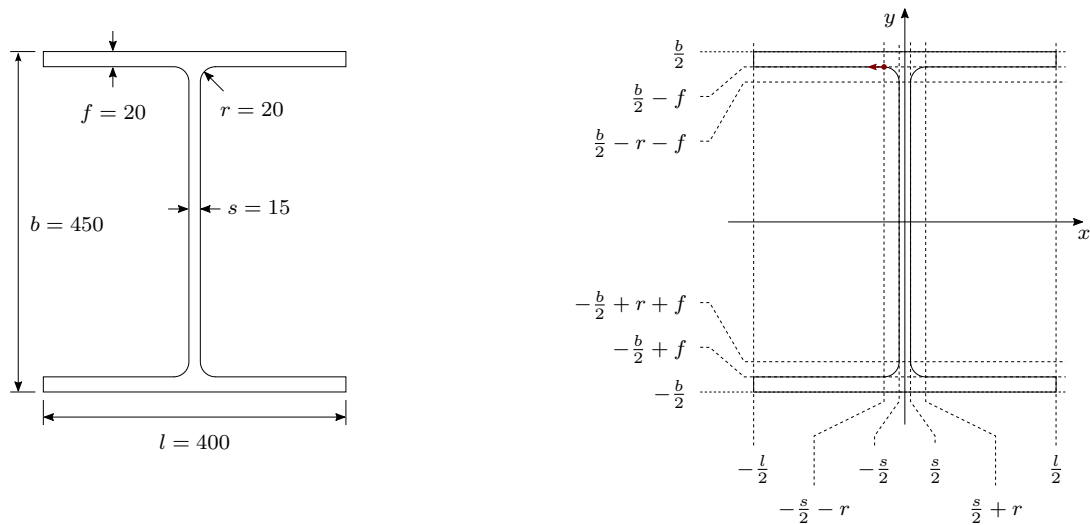 f = 20
r = 20
s = 15
b = 450
l = 400
y
x
b/2
b/2 − f
b/2 − r − f
−b/2 + r + f
−b/2 + f
−b/2
−l/2
−s/2
s/2
l/2
−s/2 − r
s/2 + r